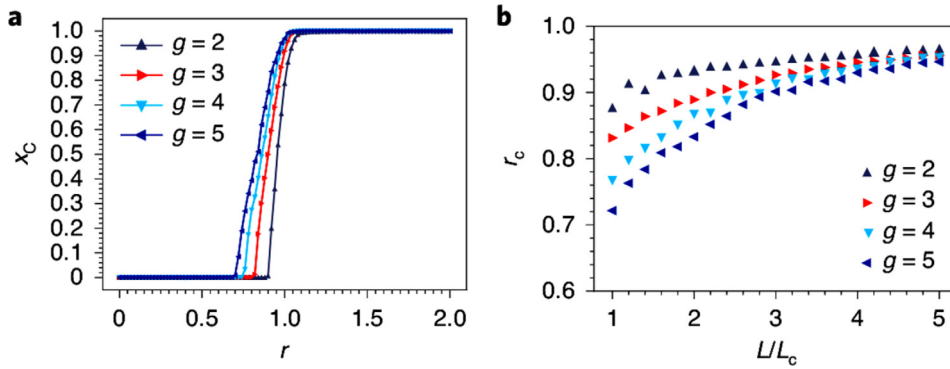 a
1.0
0.9
0.8
0.7
0.6
0.5
0.4
0.3
0.2
0.1
0
x_C
g = 2
g = 3
g = 4
g = 5
0 0.5 1.0 1.5 2.0
r
b
1.0
0.9
0.8
0.7
0.6
r_c
g = 2
g = 3
g = 4
g = 5
1 2 3 4 5
L/L_c